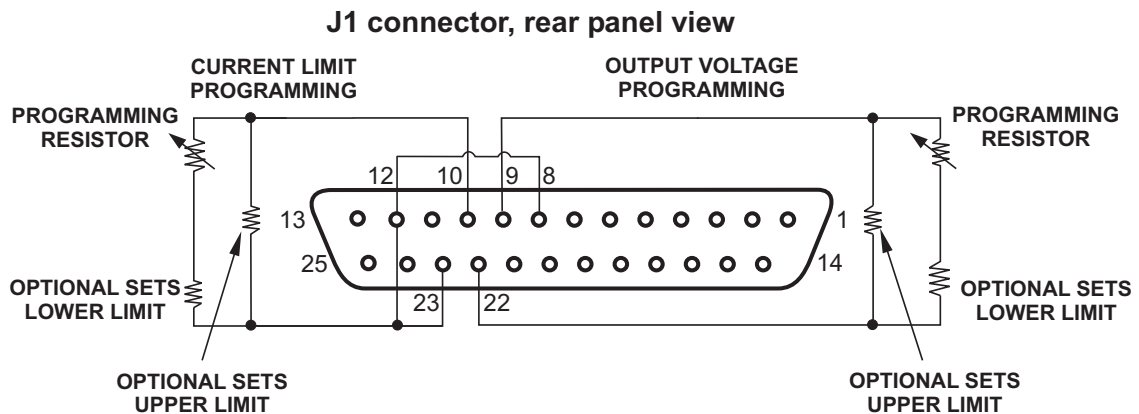 J1 connector, rear panel view
CURRENT LIMIT
PROGRAMMING
OUTPUT VOLTAGE
PROGRAMMING
PROGRAMMING
RESISTOR
PROGRAMMING
RESISTOR
12
10
9
8
13
1
25
14
23
22
OPTIONAL SETS
LOWER LIMIT
OPTIONAL SETS
LOWER LIMIT
OPTIONAL SETS
UPPER LIMIT
OPTIONAL SETS
UPPER LIMIT